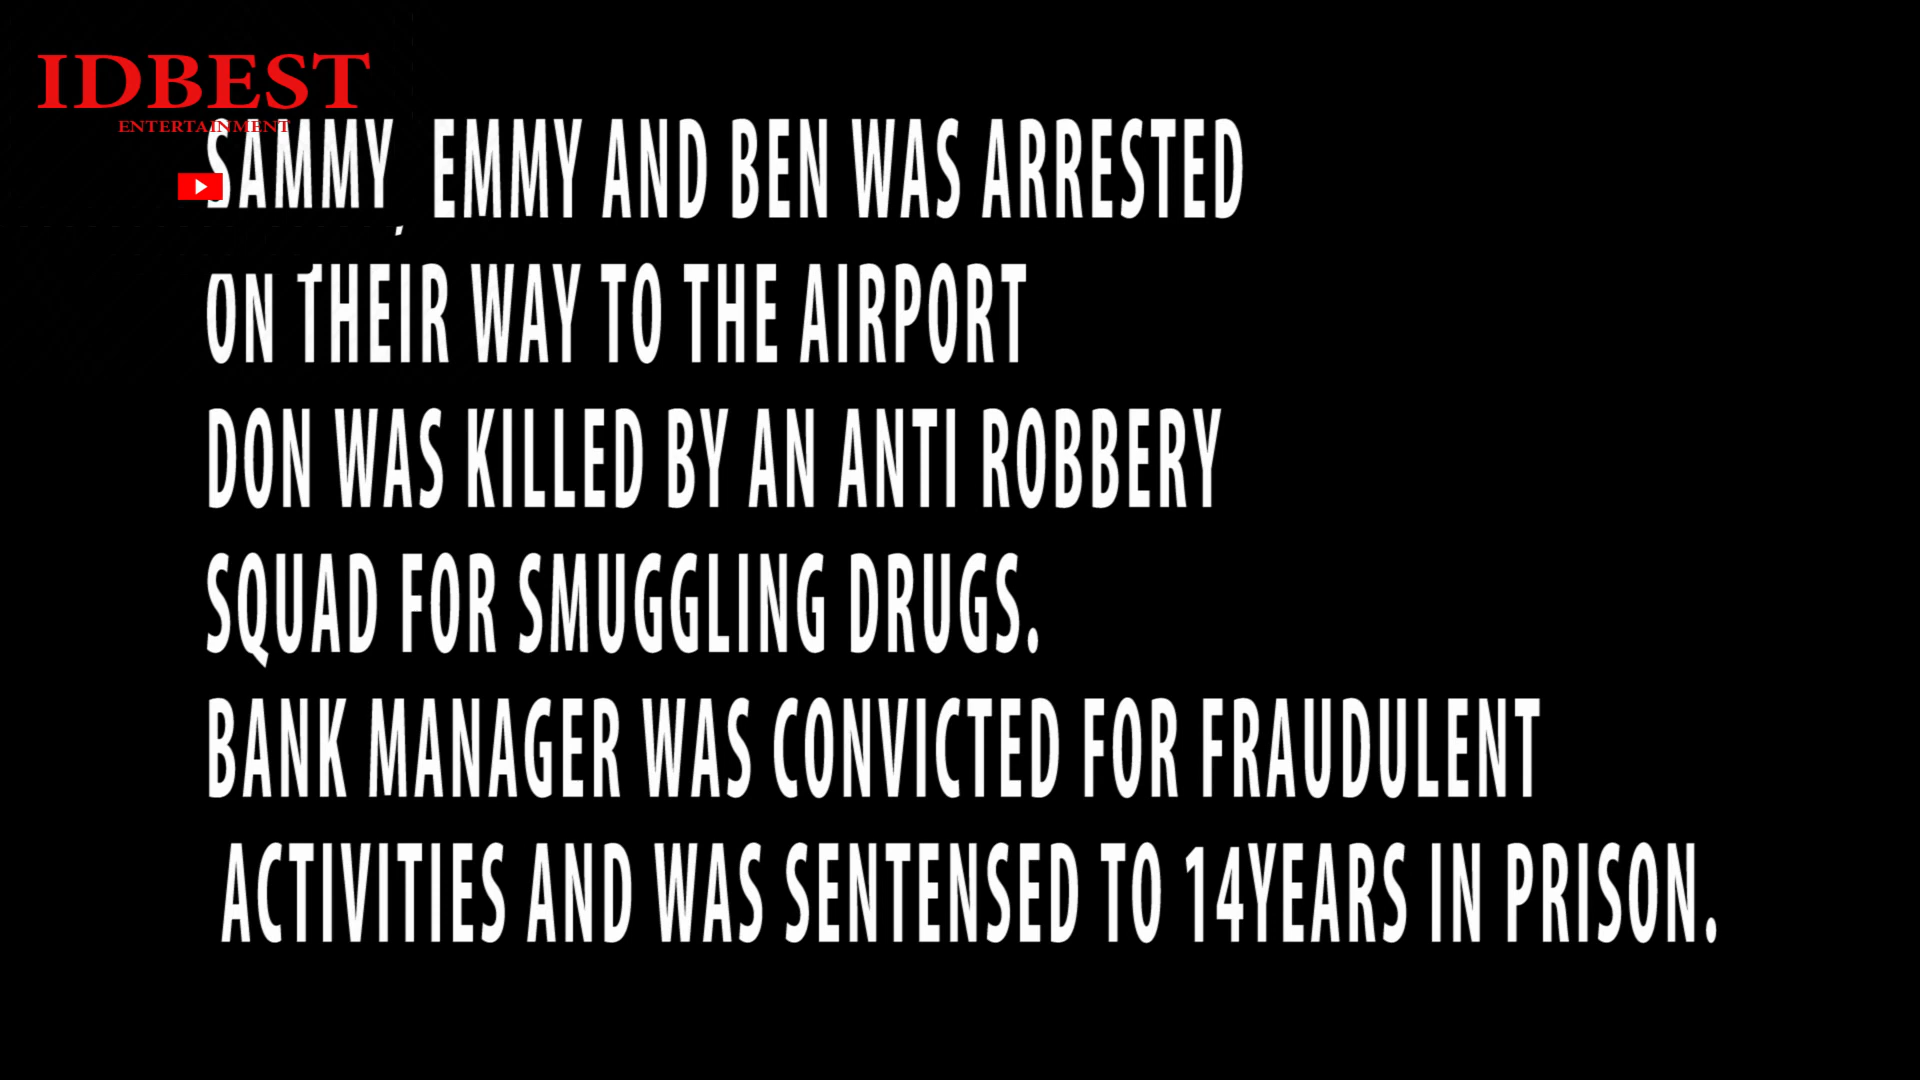 IDBEST
ENTERTAINMENT
SAMMY, EMMY AND BEN WAS ARRESTED
ON THEIR WAY TO THE AIRPORT
DON WAS KILLED BY AN ANTI ROBBERY
SQUAD FOR SMUGGLING DRUGS.
BANK MANAGER WAS CONVICTED FOR FRAUDULENT
ACTIVITIES AND WAS SENTENSED TO 14YEARS IN PRISON.